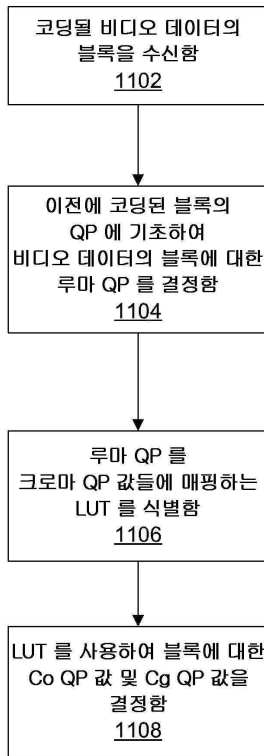 코딩될 비디오 데이터의
블록을 수신함
1102
이전에 코딩된 블록의
QP 에 기초하여
비디오 데이터의 블록에 대한
루마 QP 를 결정함
1104
루마 QP 를
크로마 QP 값들에 매핑하는
LUT 를 식별함
1106
LUT 를 사용하여 블록에 대한
Co QP 값 및 Cg QP 값을
결정함
1108